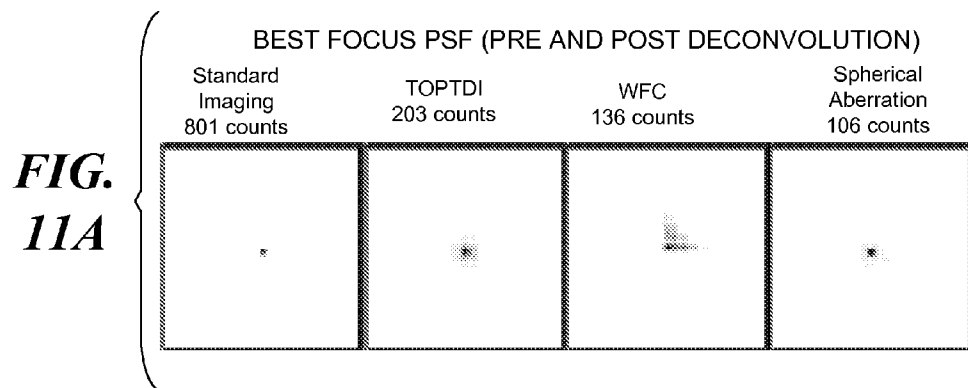 BEST FOCUS PSF (PRE AND POST DECONVOLUTION)
Standard
Imaging
801 counts
TOPTDI
203 counts
WFC
136 counts
Spherical
Aberration
106 counts
FIG.
11A